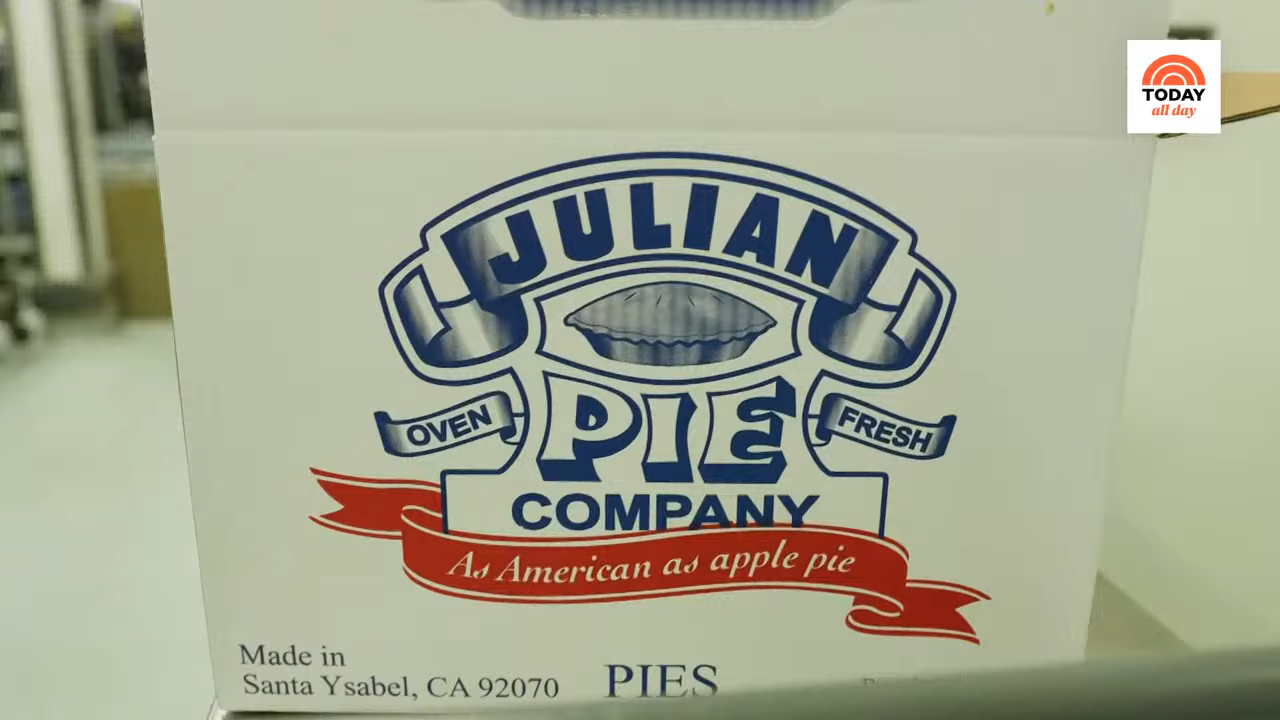 TODAY
all day
JULIAN
PIE
OVEN
FRESH
COMPANY
As American as apple pie
Made in
Santa Ysabel, CA 92070
PIES